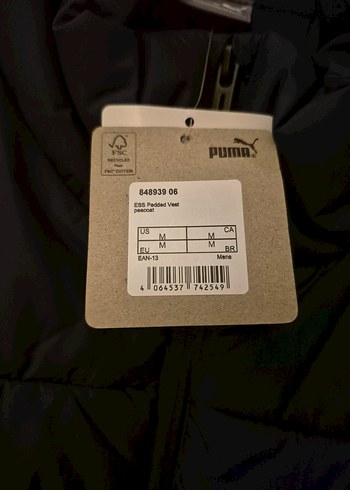 FSC
RECYCLED
PUMA
848939 06
ESS Padded Vest
peacoat
US M M CA
EU M M BR
EAN-13 Mens
4 064537 742549